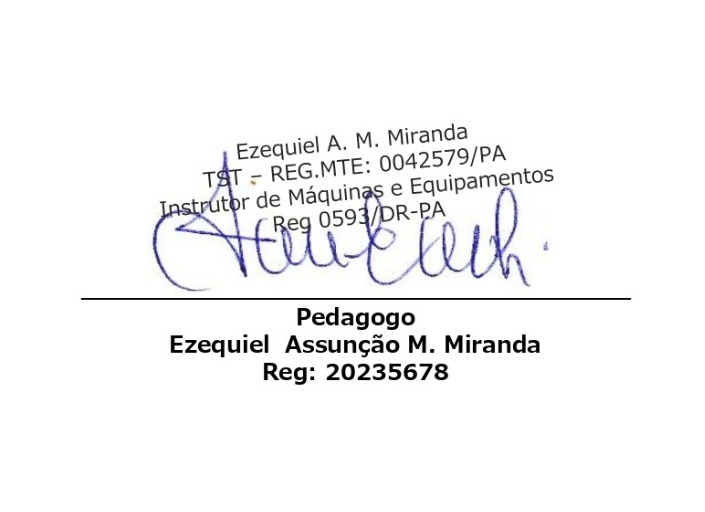 Ezequiel A. M. Miranda
TST – REG.MTE: 0042579/PA
Instrutor de Máquinas e Equipamentos
Reg 0593/DR-PA
Pedagogo
Ezequiel Assunção M. Miranda
Reg: 20235678